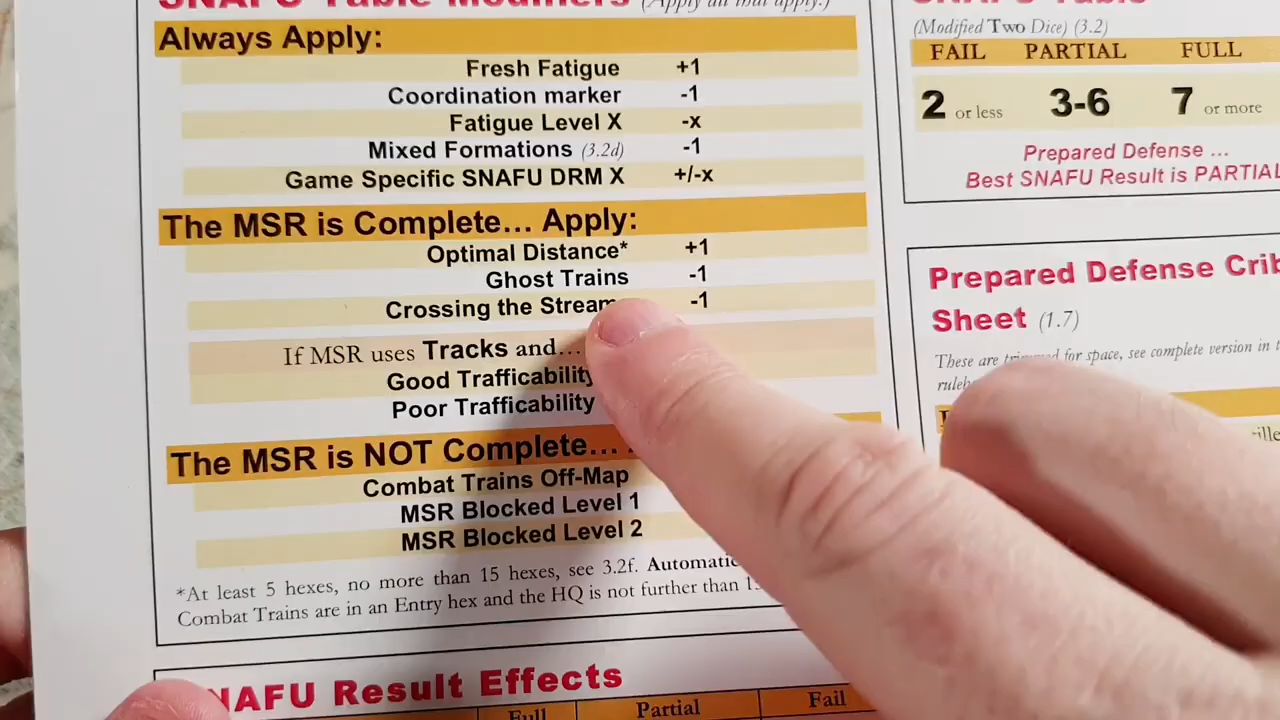 SNAFU Table Modifiers (Apply all that apply.)
Always Apply:
Fresh Fatigue +1
Coordination marker -1
Fatigue Level X -x
Mixed Formations (3.2d) -1
Game Specific SNAFU DRM X +/-x
The MSR is Complete... Apply:
Optimal Distance* +1
Ghost Trains -1
Crossing the Stream -1
If MSR uses Tracks and...
Good Trafficability
Poor Trafficability
The MSR is NOT Complete...
Combat Trains Off-Map
MSR Blocked Level 1
MSR Blocked Level 2
*At least 5 hexes, no more than 15 hexes, see 3.2f. Automatic
Combat Trains are in an Entry hex and the HQ is not further than
SNAFU Result Effects
Full Partial Fail
SNAFU Table
(Modified Two Dice) (3.2)
FAIL PARTIAL FULL
2 or less 3-6 7 or more
Prepared Defense ...
Best SNAFU Result is PARTIAL
Prepared Defense Crib
Sheet (1.7)
These are trimmed for space, see complete version in